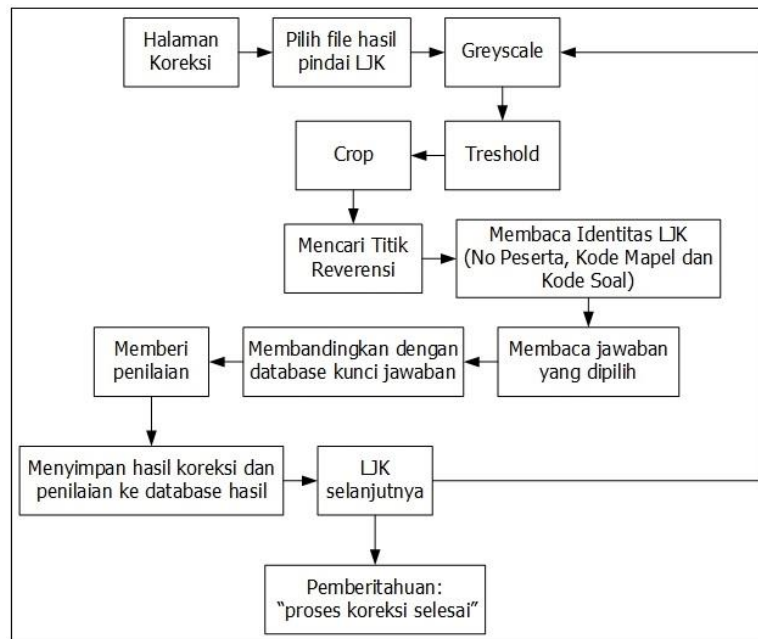 Halaman
Koreksi
Pilih file hasil
pindai LJK
Greyscale
Treshold
Crop
Mencari Titik
Reverensi
Membaca Identitas LJK
(No Peserta, Kode Mapel dan
Kode Soal)
Membaca jawaban
yang dipilih
Membandingkan dengan
database kunci jawaban
Memberi
penilaian
Menyimpan hasil koreksi dan
penilaian ke database hasil
LJK
selanjutnya
Pemberitahuan:
“proses koreksi selesai”